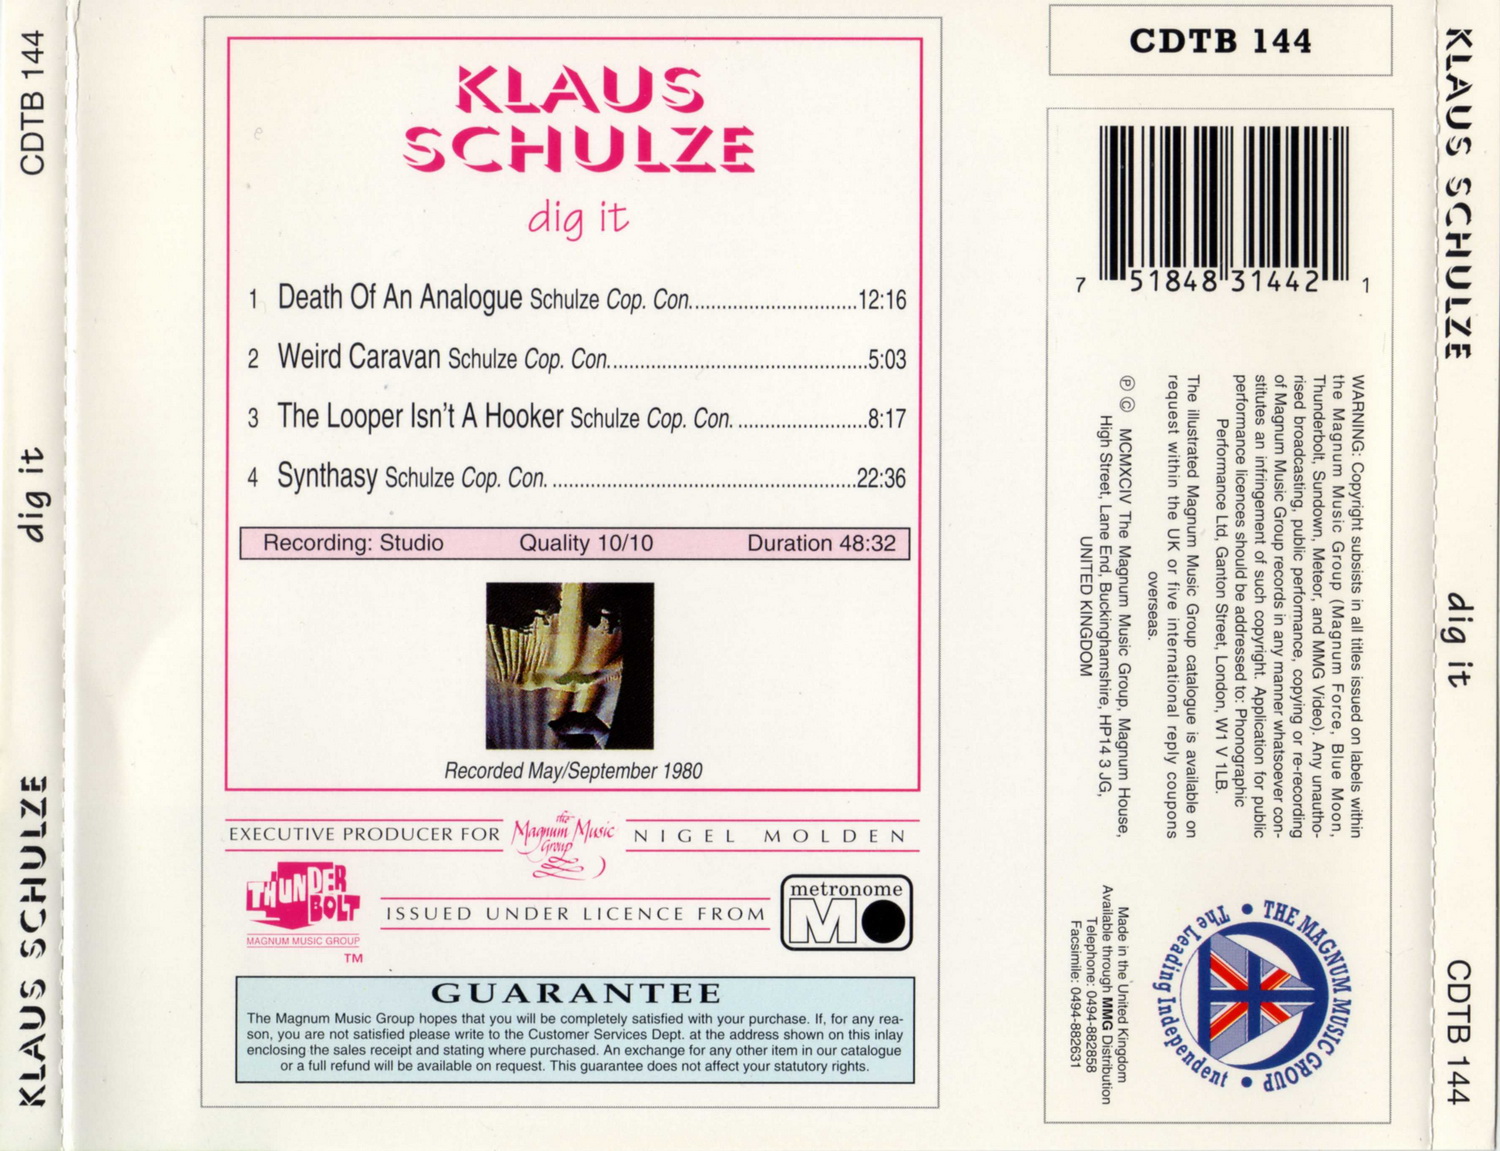 CDTB 144
dig it
KLAUS SCHULZE
KLAUS
SCHULZE
dig it
1 Death Of An Analogue Schulze Cop. Con.............................12:16
2 Weird Caravan Schulze Cop. Con.............................................5:03
3 The Looper Isn't A Hooker Schulze Cop. Con. ......................8:17
4 Synthasy Schulze Cop. Con. ...................................................22:36
Recording: Studio Quality 10/10 Duration 48:32
Recorded May/September 1980
EXECUTIVE PRODUCER FOR the Magnum Music Group NIGEL MOLDEN
THUNDER
BOLT
MAGNUM MUSIC GROUP
TM
ISSUED UNDER LICENCE FROM
metronome
M
GUARANTEE
The Magnum Music Group hopes that you will be completely satisfied with your purchase. If, for any rea-
son, you are not satisfied please write to the Customer Services Dept. at the address shown on this inlay
enclosing the sales receipt and stating where purchased. An exchange for any other item in our catalogue
or a full refund will be available on request. This guarantee does not affect your statutory rights.
CDTB 144
7 51848 31442 1
WARNING: Copyright subsists in all titles issued on labels within
the Magnum Music Group (Magnum Force, Blue Moon,
Thunderbolt, Sundown, Meteor, and MMG Video). Any unautho-
rised broadcasting, public performance, copying or re-recording
of Magnum Music Group records in any manner whatsoever con-
stitutes an infringement of such copyright. Application for public
performance licences should be addressed to: Phonographic
Performance Ltd, Ganton Street, London, W1 V 1LB.
The illustrated Magnum Music Group catalogue is available on
request within the UK or five international reply coupons
overseas.
℗ © MCMXCIV The Magnum Music Group, Magnum House,
High Street, Lane End, Buckinghamshire, HP14 3 JG,
UNITED KINGDOM
Made in the United Kingdom
Available through MMG Distribution
Telephone: 0494-882858
Facsimile: 0494-882631
THE MAGNUM MUSIC GROUP
The Leading Independent
KLAUS SCHULZE
dig it
CDTB 144